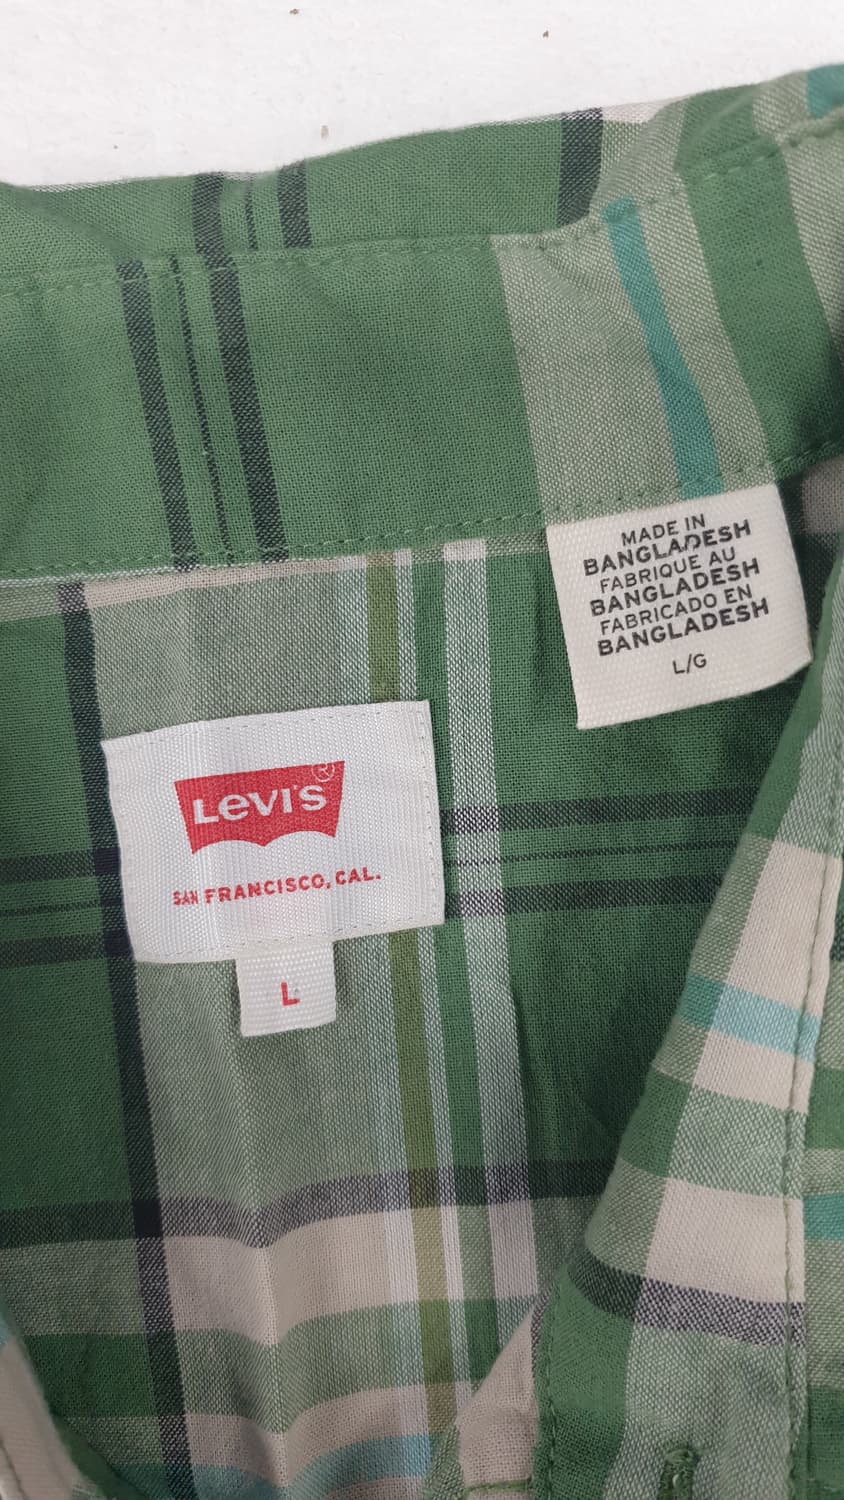 MADE IN
BANGLADESH
FABRIQUE AU
BANGLADESH
FABRICADO EN
BANGLADESH
L/G
LEVI'S®
SAN FRANCISCO, CAL.
L